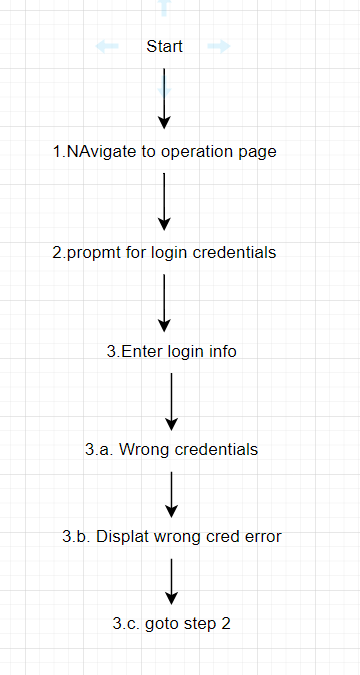 Start
1.NAvigate to operation page
2.propmt for login credentials
3.Enter login info
3.a. Wrong credentials
3.b. Displat wrong cred error
3.c. goto step 2